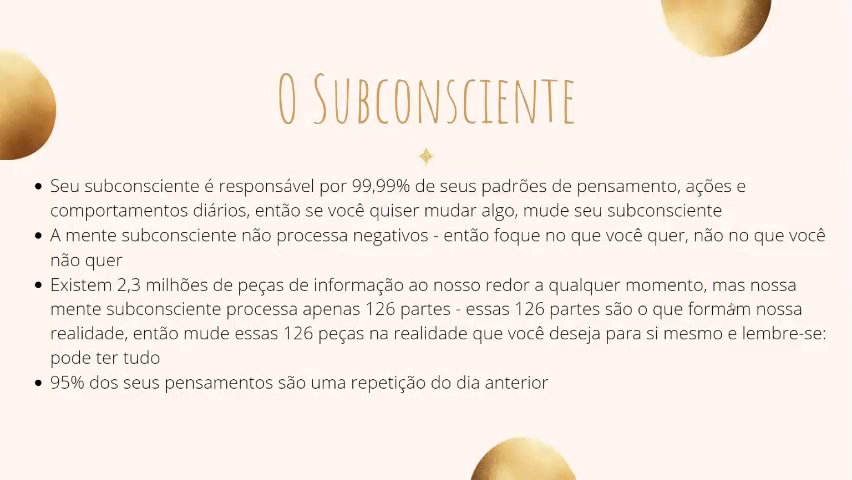 O Subconsciente
• Seu subconsciente é responsável por 99,99% de seus padrões de pensamento, ações e
comportamentos diários, então se você quiser mudar algo, mude seu subconsciente
• A mente subconsciente não processa negativos - então foque no que você quer, não no que você
não quer
• Existem 2,3 milhões de peças de informação ao nosso redor a qualquer momento, mas nossa
mente subconsciente processa apenas 126 partes - essas 126 partes são o que formam nossa
realidade, então mude essas 126 peças na realidade que você deseja para si mesmo e lembre-se:
pode ter tudo
• 95% dos seus pensamentos são uma repetição do dia anterior